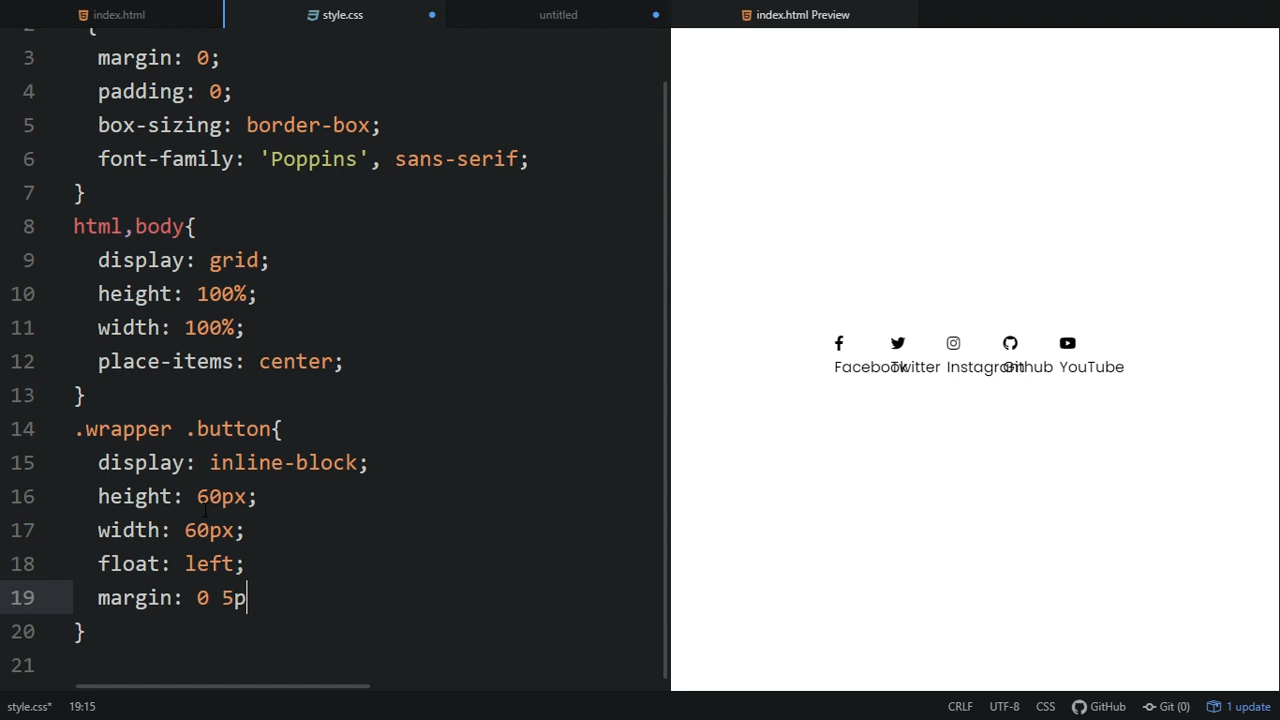 index.html
style.css
untitled
index.html Preview
2 {
3 margin: 0;
4 padding: 0;
5 box-sizing: border-box;
6 font-family: 'Poppins', sans-serif;
7 }
8 html,body{
9 display: grid;
10 height: 100%;
11 width: 100%;
12 place-items: center;
13 }
14 .wrapper .button{
15 display: inline-block;
16 height: 60px;
17 width: 60px;
18 float: left;
19 margin: 0 5p
20 }
21
Facebook Twitter Instagram Github YouTube
style.css* 19:15 CRLF UTF-8 CSS GitHub Git (0) 1 update